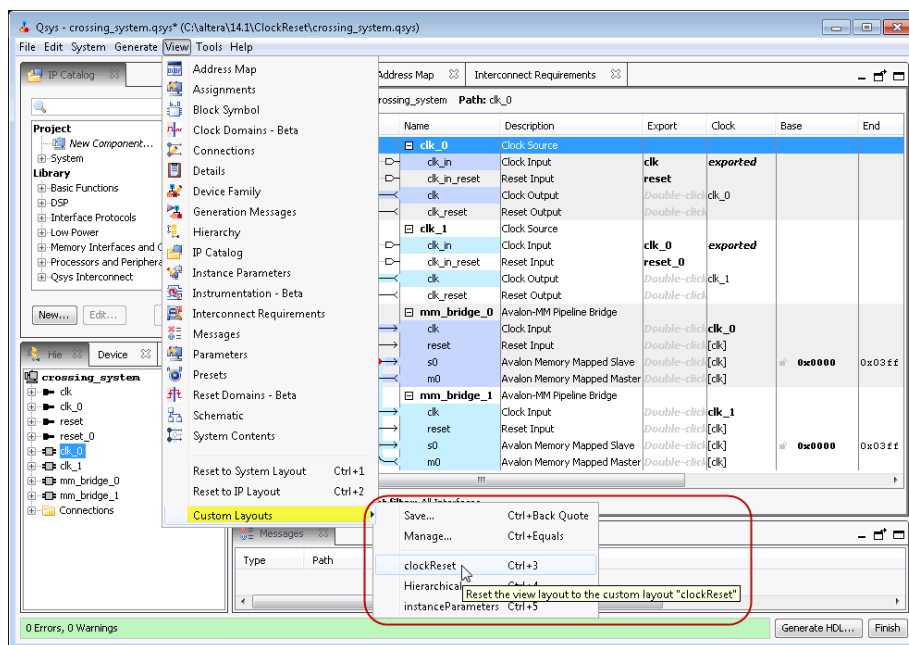 Qsys - crossing_system.qsys* (C:\altera\14.1\ClockReset\crossing_system.qsys)
File Edit System Generate View Tools Help
IP Catalog
Project
New Component...
System
Library
Basic Functions
DSP
Interface Protocols
Low Power
Memory Interfaces and
Processors and
Qsys Interconnect
New... Edit...
Hie Device
crossing_system
clk
clk_0
reset
reset_0
clk_0
clk_1
mm_bridge_0
mm_bridge_1
Connections
Address Map
Assignments
Block Symbol
Clock Domains - Beta
Connections
Details
Device Family
Generation Messages
Hierarchy
IP Catalog
Instance Parameters
Instrumentation - Beta
Interconnect Requirements
Messages
Parameters
Presets
Reset Domains - Beta
Schematic
System Contents
Reset to System Layout Ctrl+1
Reset to IP Layout Ctrl+2
Custom Layouts
Address Map Interconnect Requirements
Path: clk_0
Name Description Export Clock Base End
clk_0 Clock Source
clk_in Clock Input clk exported
clk_in_reset Reset Input reset
clk Clock Output Double-click clk_0
clk_reset Reset Output Double-click
clk_1 Clock Source
clk_in Clock Input clk_0 exported
clk_in_reset Reset Input reset_0
clk Clock Output Double-click clk_1
clk_reset Reset Output Double-click
mm_bridge_0 Avalon-MM Pipeline Bridge
clk Clock Input Double-click clk_0
reset Reset Input Double-click [clk]
s0 Avalon Memory Mapped Slave Double-click [clk] 0x0000 0x03ff
m0 Avalon Memory Mapped Master Double-click [clk]
mm_bridge_1 Avalon-MM Pipeline Bridge
clk Clock Input Double-click clk_1
reset Reset Input Double-click [clk]
s0 Avalon Memory Mapped Slave Double-click [clk] 0x0000 0x03ff
m0 Avalon Memory Mapped Master Double-click [clk]
Save... Ctrl+Back Quote
Manage... Ctrl+Equals
clockReset Ctrl+3
Hierarchical
Reset the view layout to the custom layout "clockReset"
instanceParameters Ctrl+5
Messages
Type Path
0 Errors, 0 Warnings
Generate HDL... Finish